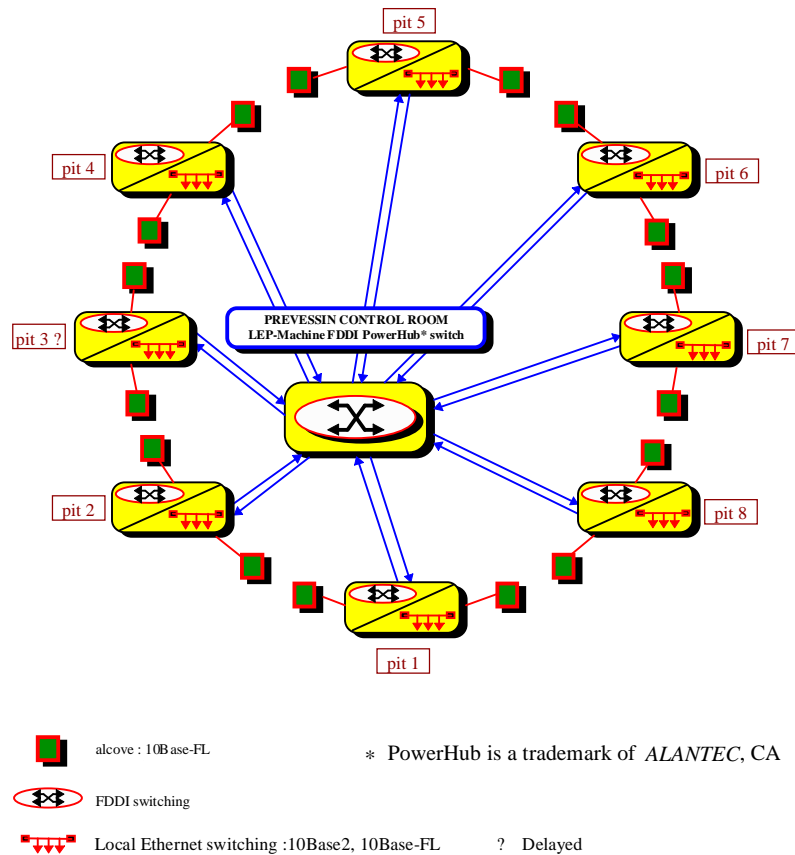 pit 5
pit 4
pit 6
PREVESSIN CONTROL ROOM
LEP-Machine FDDI PowerHub* switch
pit 3 ?
pit 7
pit 2
pit 8
pit 1
alcove : 10Base-FL
* PowerHub is a trademark of ALANTEC, CA
FDDI switching
Local Ethernet switching :10Base2, 10Base-FL
? Delayed